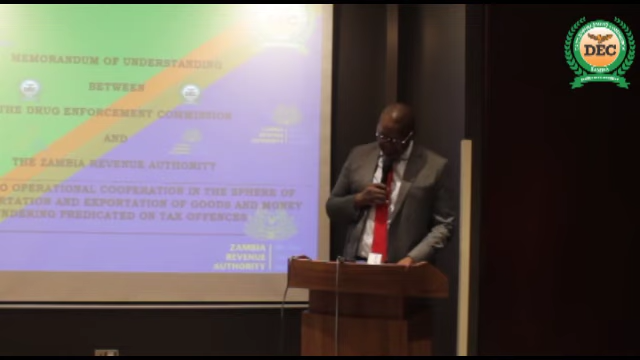 MEMORANDUM OF UNDERSTANDING
BETWEEN
THE DRUG ENFORCEMENT COMMISSION
AND
THE ZAMBIA REVENUE AUTHORITY
O OPERATIONAL COOPERATION IN THE SPHERE OF
RTATION AND EXPORTATION OF GOODS AND MONEY
NDERING PREDICATED ON TAX OFFENCES
ZAMBIA
REVENUE
AUTHORITY
DEC